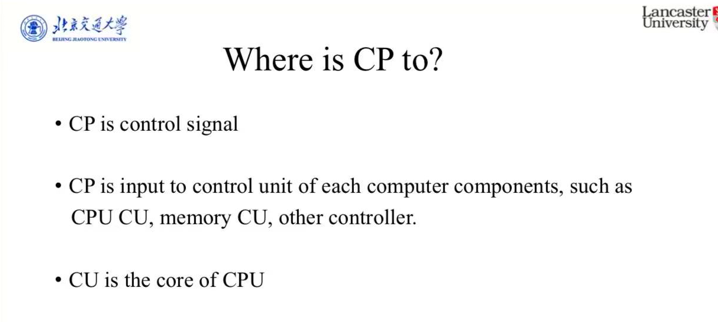 北京交通大学
BEIJING JIAOTONG UNIVERSITY
Lancaster
University
Where is CP to?
• CP is control signal
• CP is input to control unit of each computer components, such as
CPU CU, memory CU, other controller.
• CU is the core of CPU